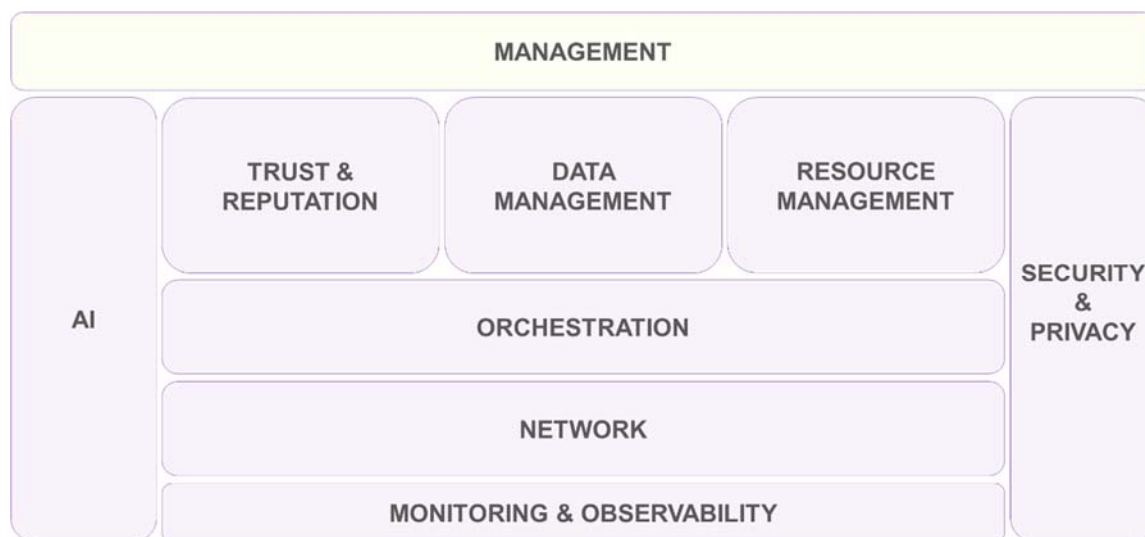 MANAGEMENT
TRUST &
REPUTATION
DATA
MANAGEMENT
RESOURCE
MANAGEMENT
AI
SECURITY
&
PRIVACY
ORCHESTRATION
NETWORK
MONITORING & OBSERVABILITY